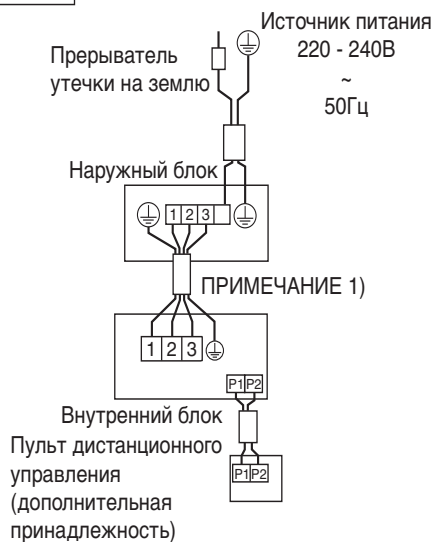 Источник питания
220 - 240В
~
50Гц
Прерыватель
утечки на землю
Наружный блок
1 2 3
ПРИМЕЧАНИЕ 1)
1 2 3
P1 P2
Внутренний блок
Пульт дистанционного
управления
(дополнительная
принадлежность)
P1 P2